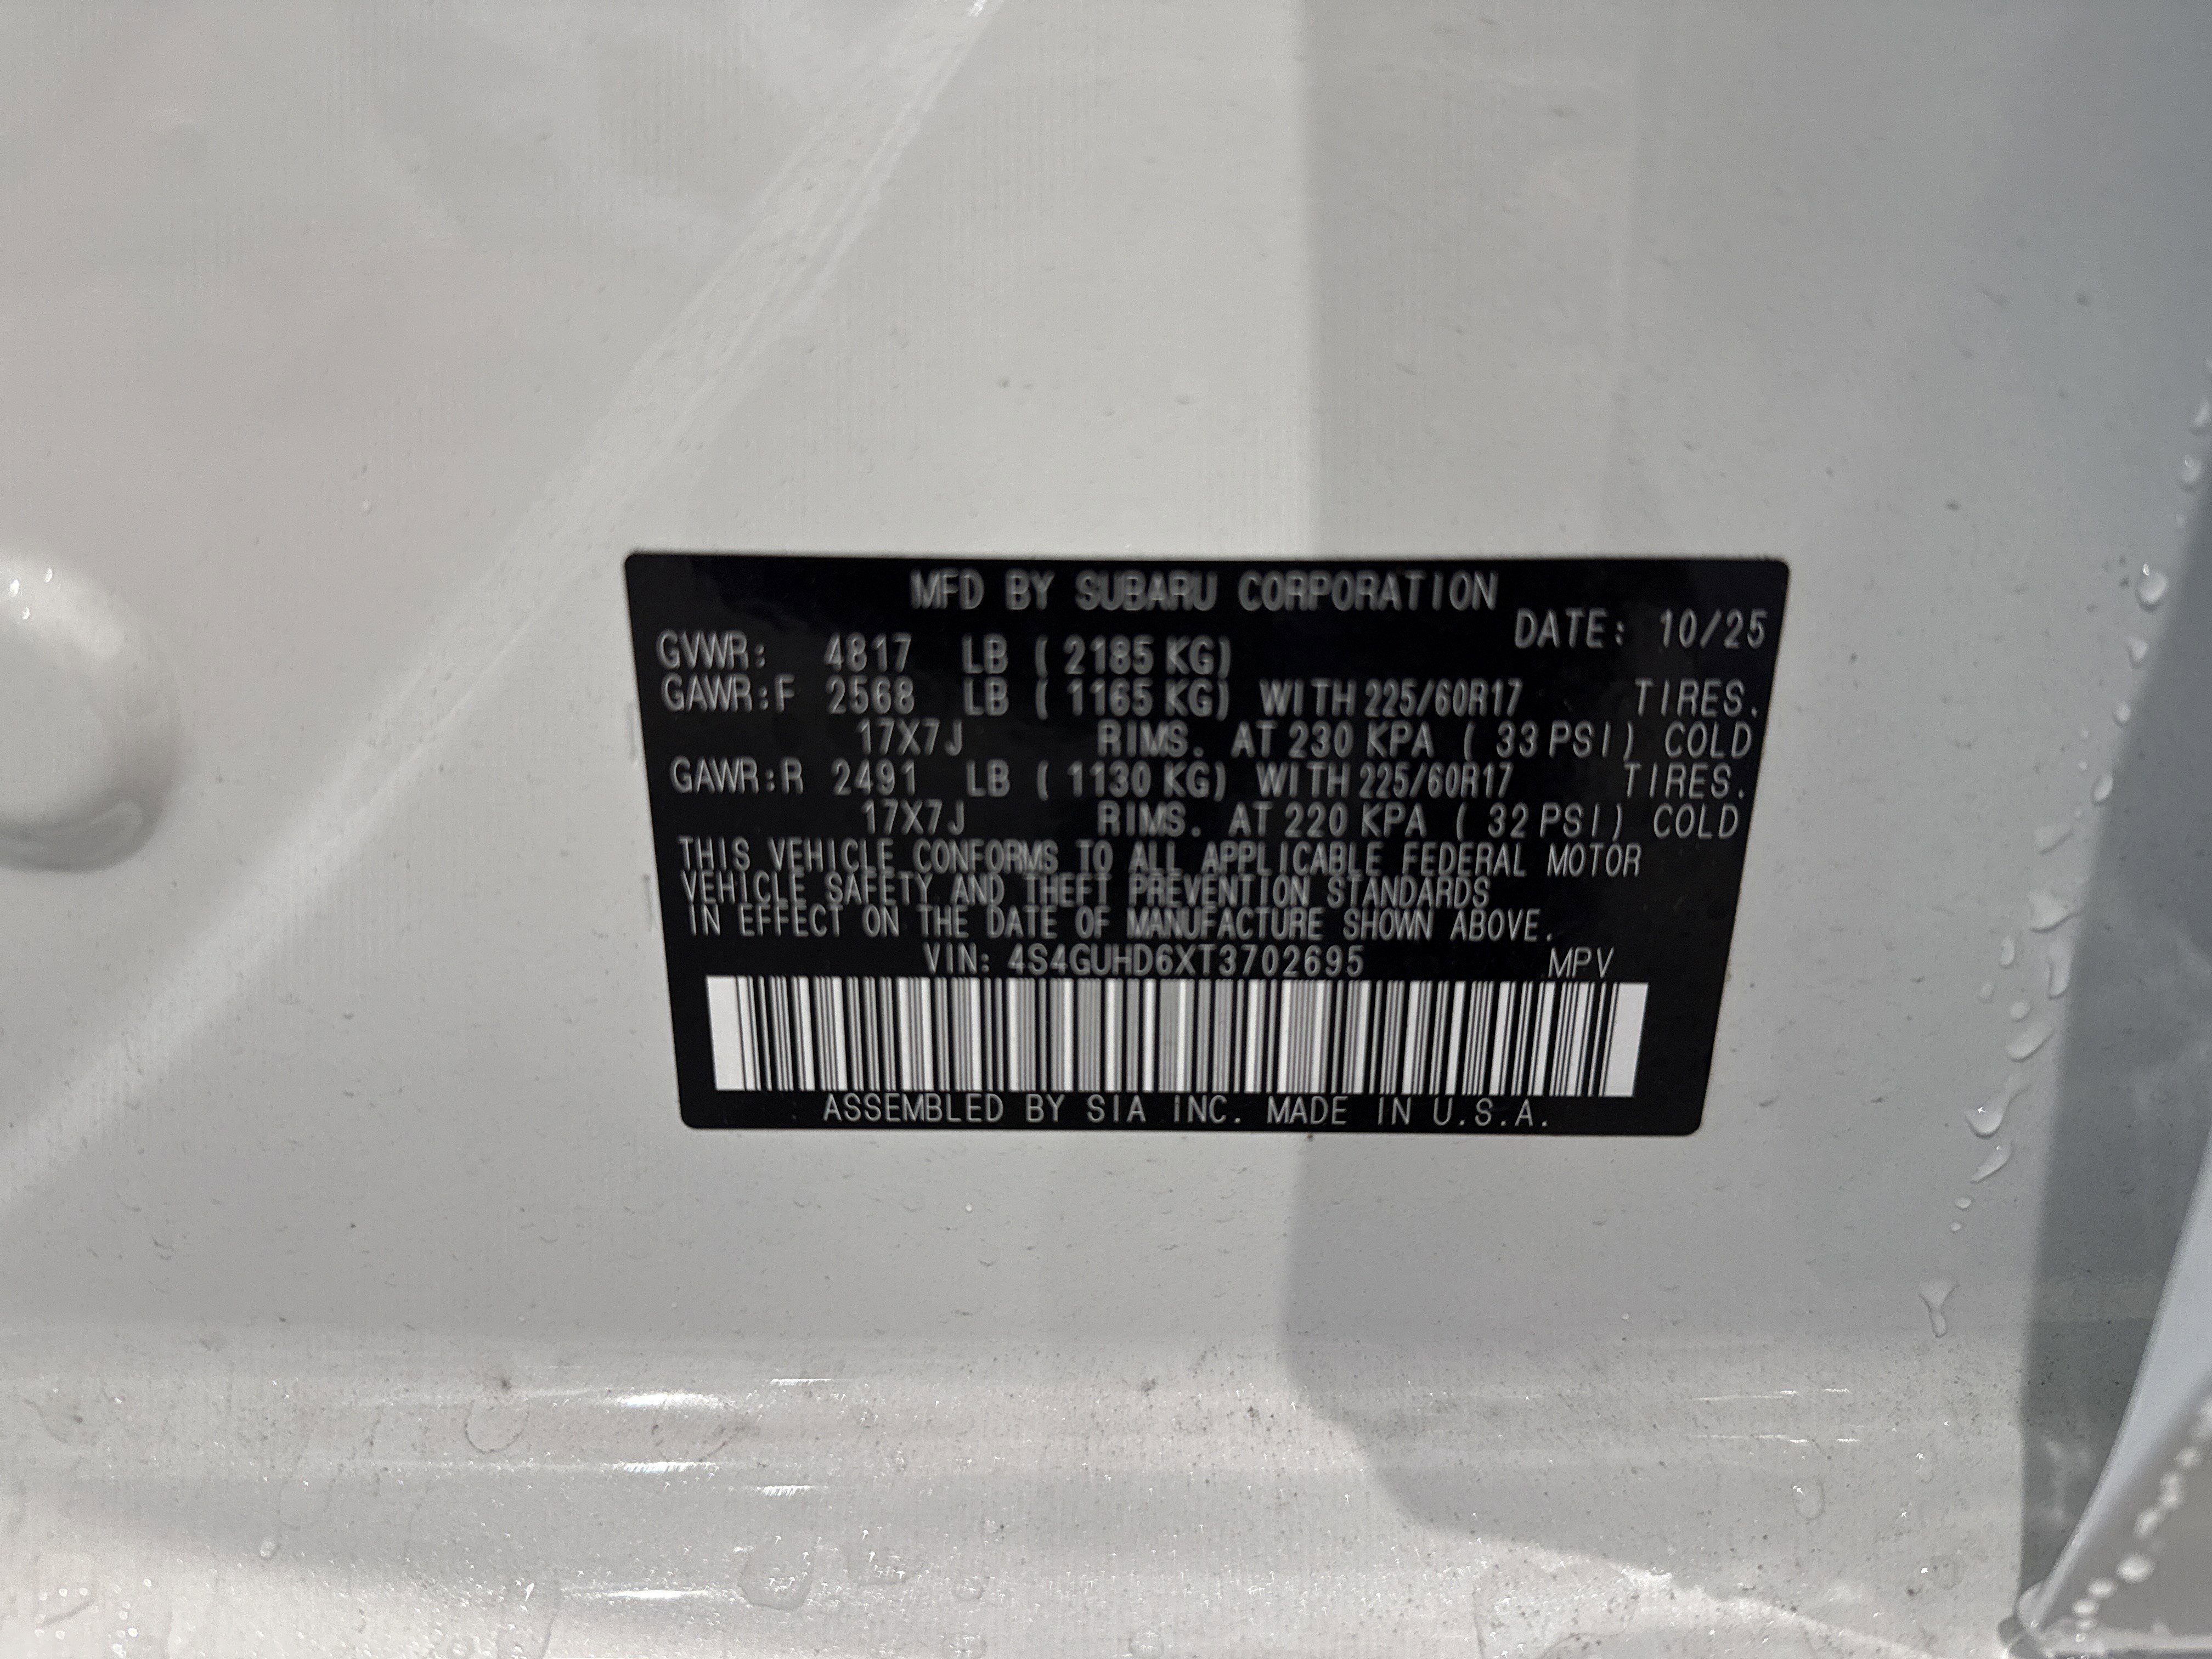 MFD BY SUBARU CORPORATION
DATE: 10/25
GVWR: 4817 LB ( 2185 KG)
GAWR:F 2568 LB ( 1165 KG) WITH 225/60R17 TIRES.
17X7J RIMS. AT 230 KPA ( 33 PSI) COLD
GAWR:R 2491 LB ( 1130 KG) WITH 225/60R17 TIRES.
17X7J RIMS. AT 220 KPA ( 32 PSI) COLD
THIS VEHICLE CONFORMS TO ALL APPLICABLE FEDERAL MOTOR
VEHICLE SAFETY AND THEFT PREVENTION STANDARDS
IN EFFECT ON THE DATE OF MANUFACTURE SHOWN ABOVE.
VIN: 4S4GUHD6XT3702695 MPV
ASSEMBLED BY SIA INC. MADE IN U.S.A.